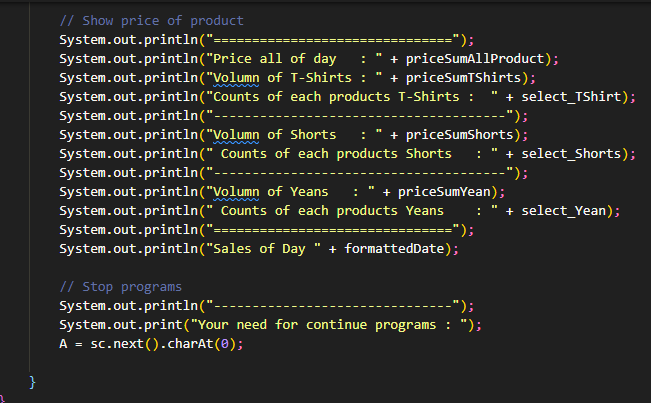 // Show price of product
System.out.println("===============================");
System.out.println("Price all of day   : " + priceSumAllProduct);
System.out.println("Volumn of T-Shirts : " + priceSumTShirts);
System.out.println("Counts of each products T-Shirts :  " + select_TShirt);
System.out.println("--------------------------------------");
System.out.println("Volumn of Shorts   : " + priceSumShorts);
System.out.println(" Counts of each products Shorts   : " + select_Shorts);
System.out.println("--------------------------------------");
System.out.println("Volumn of Yeans   : " + priceSumYean);
System.out.println(" Counts of each products Yeans    : " + select_Yean);
System.out.println("===============================");
System.out.println("Sales of Day " + formattedDate);
// Stop programs
System.out.println("-------------------------------");
System.out.print("Your need for continue programs : ");
A = sc.next().charAt(0);
}
}